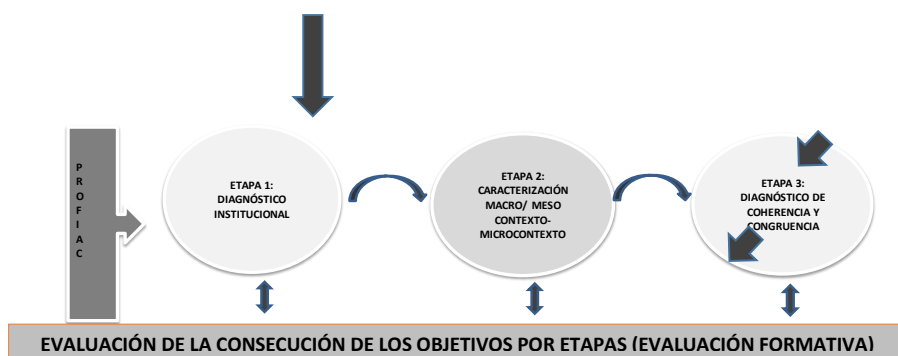 P
R
O
F
I
A
C
ETAPA 1:
DIAGNÓSTICO
INSTITUCIONAL
ETAPA 2:
CARACTERIZACIÓN
MACRO/ MESO
CONTEXTO-
MICROCONTEXTO
ETAPA 3:
DIAGNÓSTICO DE
COHERENCIA Y
CONGRUENCIA
EVALUACIÓN DE LA CONSECUCIÓN DE LOS OBJETIVOS POR ETAPAS (EVALUACIÓN FORMATIVA)